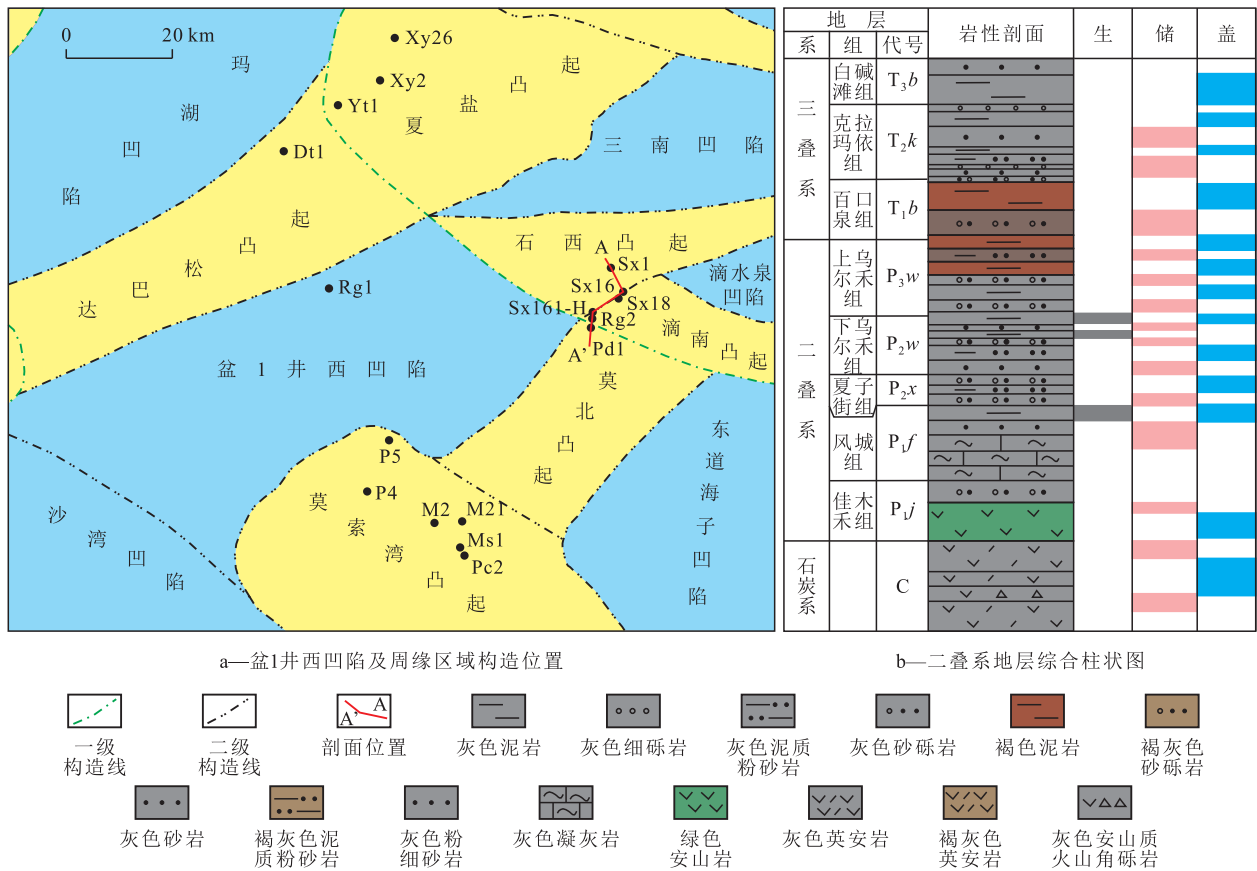 0 20 km
Xy26
Xy2
Yt1
Dt1
玛湖凹陷
夏盐凸起
三南凹陷
达巴松凸起
石西凸起
A
Sx1
Sx16
Sx18
Sx161-H
Rg2
Pd1
A'
滴水泉
凹陷
滴南凸起
Rg1
盆1井西凹陷
莫北凸起
东道海子凹陷
P5
P4
M2
M21
Ms1
Pc2
莫索湾凸起
沙湾凹陷
a—盆1井西凹陷及周缘区域构造位置
地层
系 组 代号 岩性剖面 生 储 盖
三叠系
白碱
滩组
T3b
克拉
玛依
组
T2k
百口
泉组
T1b
二叠系
上乌
尔禾
组
P3w
下乌
尔禾
组
P2w
夏子
街组
P2x
风城
组
P1f
佳木
禾组
P1j
石炭系
C
b—二叠系地层综合柱状图
A' A
一级
构造线
二级
构造线
剖面位置
灰色泥岩
灰色细砾岩
灰色泥质
粉砂岩
灰色砂砾岩
褐色泥岩
褐灰色
砂砾岩
灰色砂岩
褐灰色泥
质粉砂岩
灰色粉
细砂岩
灰色凝灰岩
绿色
安山岩
灰色英安岩
褐灰色
英安岩
灰色安山质
火山角砾岩